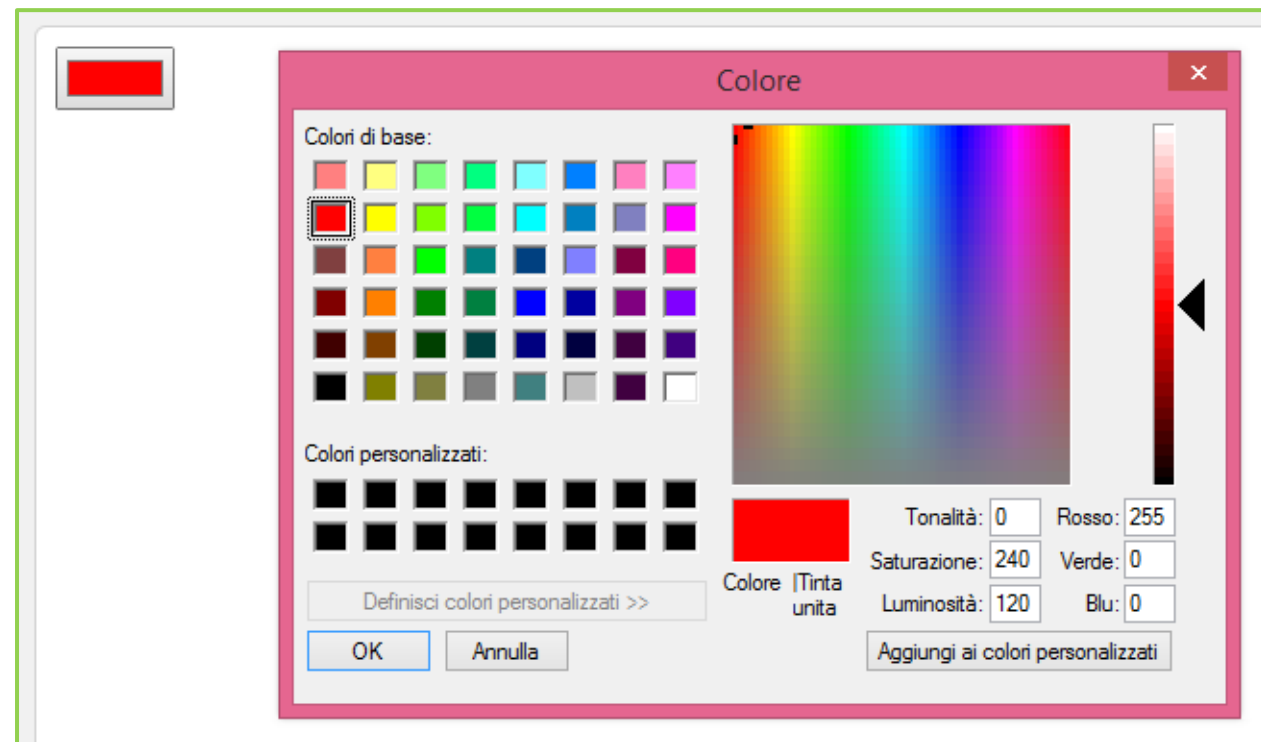 Colore
Colori di base:
Colori personalizzati:
Definisci colori personalizzati >>
OK Annulla
Colore |Tinta
unita
Tonalità: 0 Rosso: 255
Saturazione: 240 Verde: 0
Luminosità: 120 Blu: 0
Aggiungi ai colori personalizzati